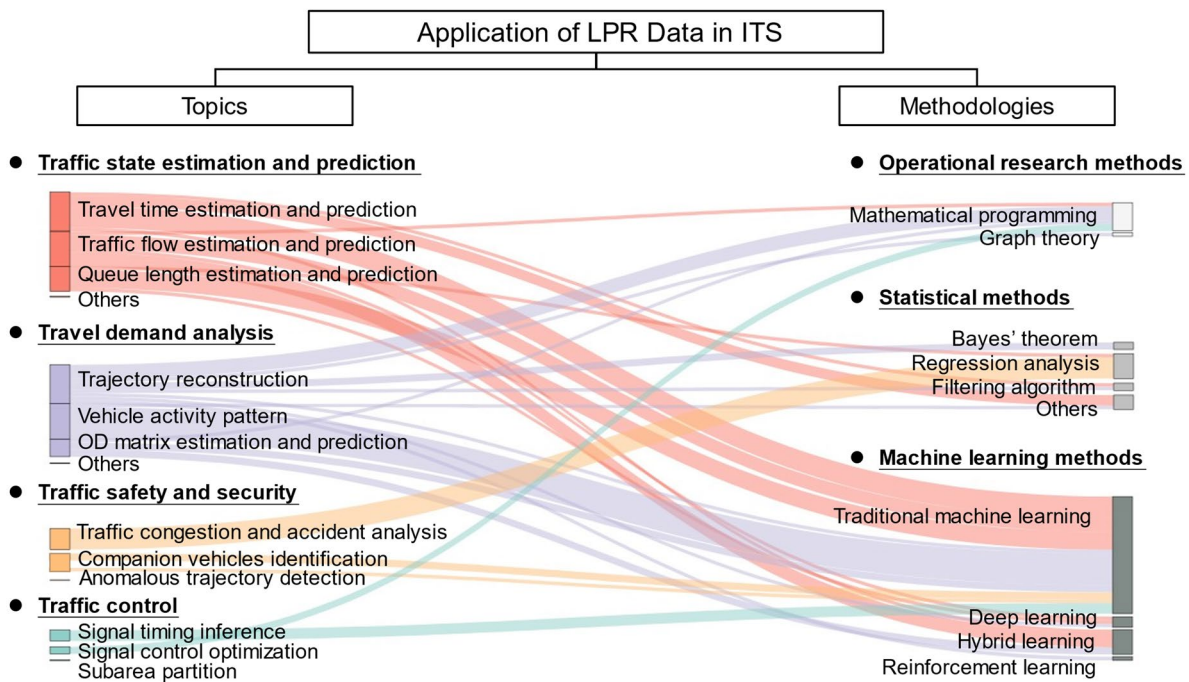 Application of LPR Data in ITS
Topics
Methodologies
Traffic state estimation and prediction
Travel time estimation and prediction
Traffic flow estimation and prediction
Queue length estimation and prediction
Others
Travel demand analysis
Trajectory reconstruction
Vehicle activity pattern
OD matrix estimation and prediction
Others
Traffic safety and security
Traffic congestion and accident analysis
Companion vehicles identification
Anomalous trajectory detection
Traffic control
Signal timing inference
Signal control optimization
Subarea partition
Operational research methods
Mathematical programming
Graph theory
Statistical methods
Bayes’ theorem
Regression analysis
Filtering algorithm
Others
Machine learning methods
Traditional machine learning
Deep learning
Hybrid learning
Reinforcement learning